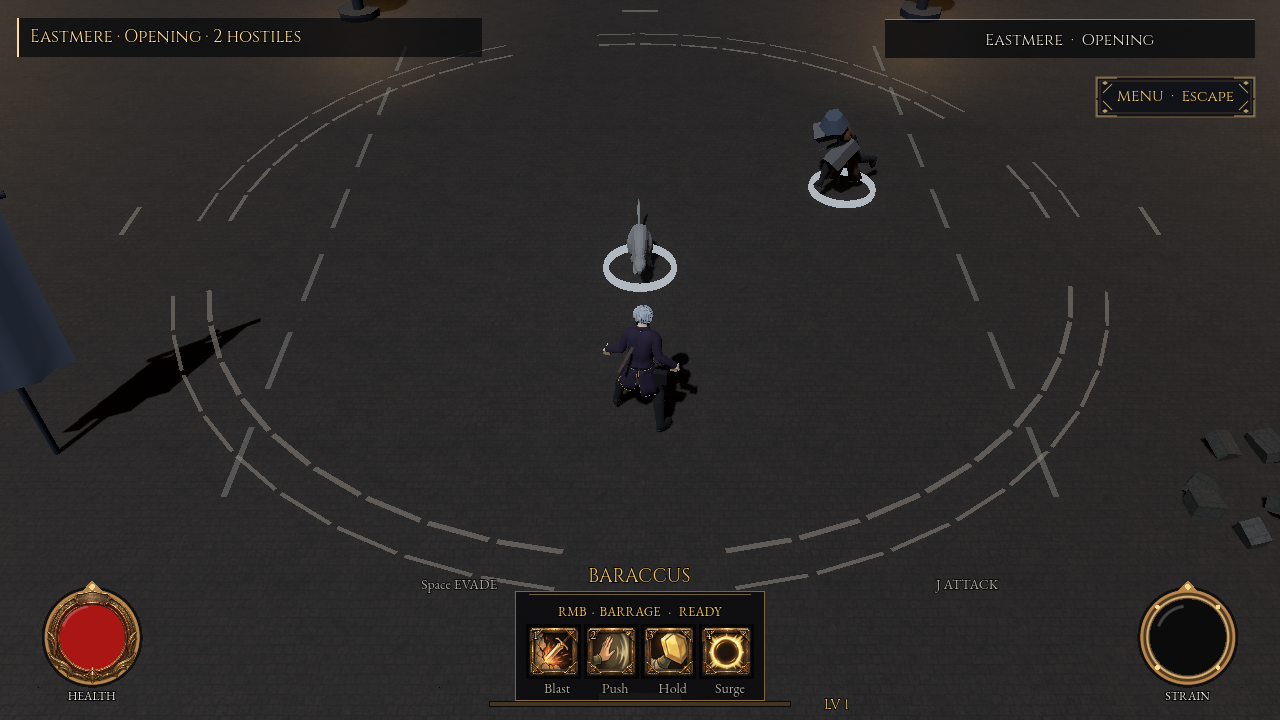 Eastmere · Opening · 2 hostiles
Eastmere · Opening
MENU · Escape
Space EVADE
BARACCUS
J ATTACK
RMB · BARRAGE · READY
1 2 3 4
Blast Push Hold Surge
HEALTH
STRAIN
LV 1